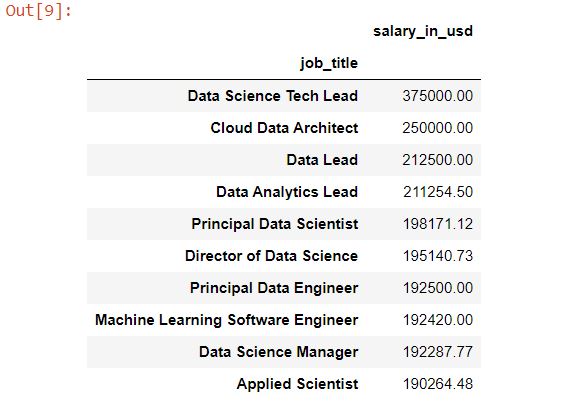 Out[9]:
salary_in_usd
job_title
Data Science Tech Lead 375000.00
Cloud Data Architect 250000.00
Data Lead 212500.00
Data Analytics Lead 211254.50
Principal Data Scientist 198171.12
Director of Data Science 195140.73
Principal Data Engineer 192500.00
Machine Learning Software Engineer 192420.00
Data Science Manager 192287.77
Applied Scientist 190264.48